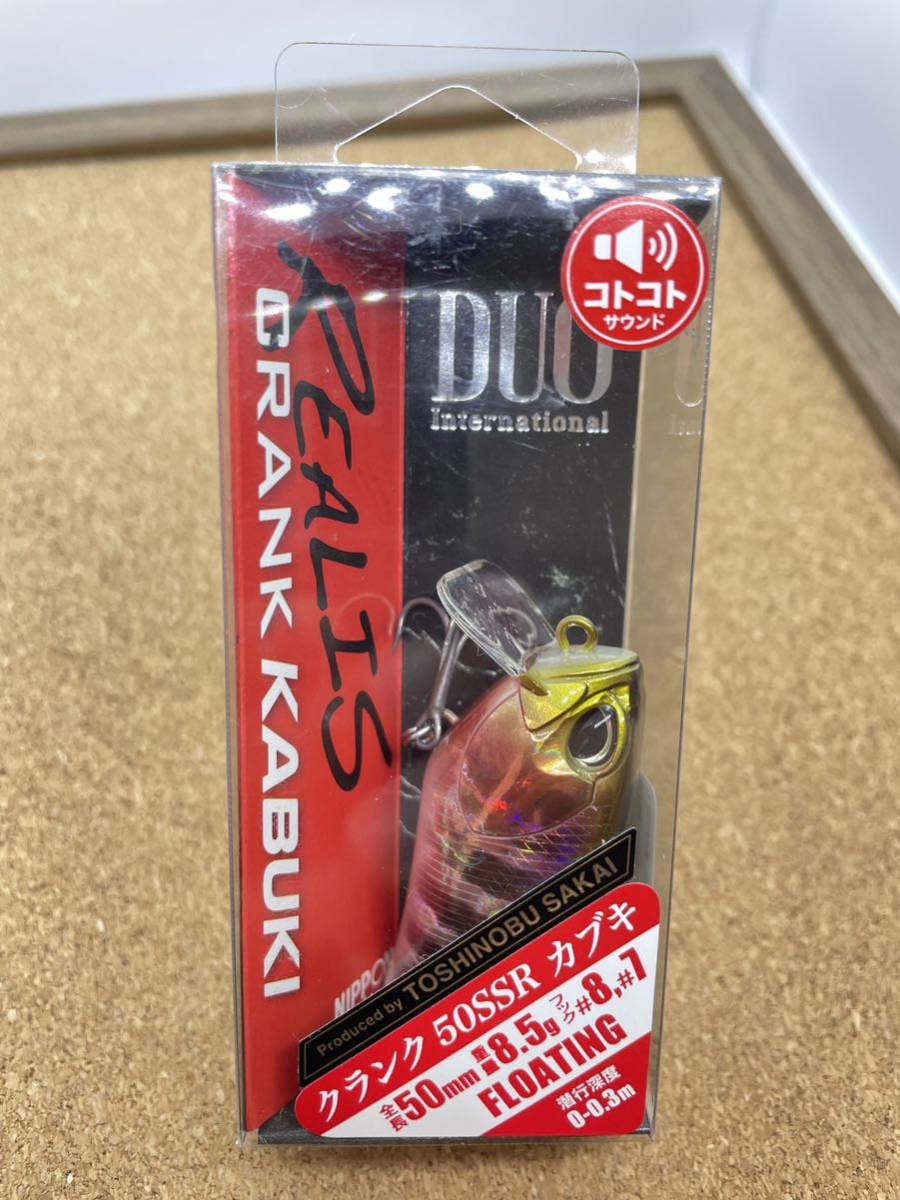 REALIS
CRANK KABUKI
DUO
International
コトコト
サウンド
NIPPON
Produced by TOSHINOBU SAKAI
クランク 50SSR カブキ
全長50mm 重量8.5g フック#8,#7
FLOATING
潜行深度
0-0.3m